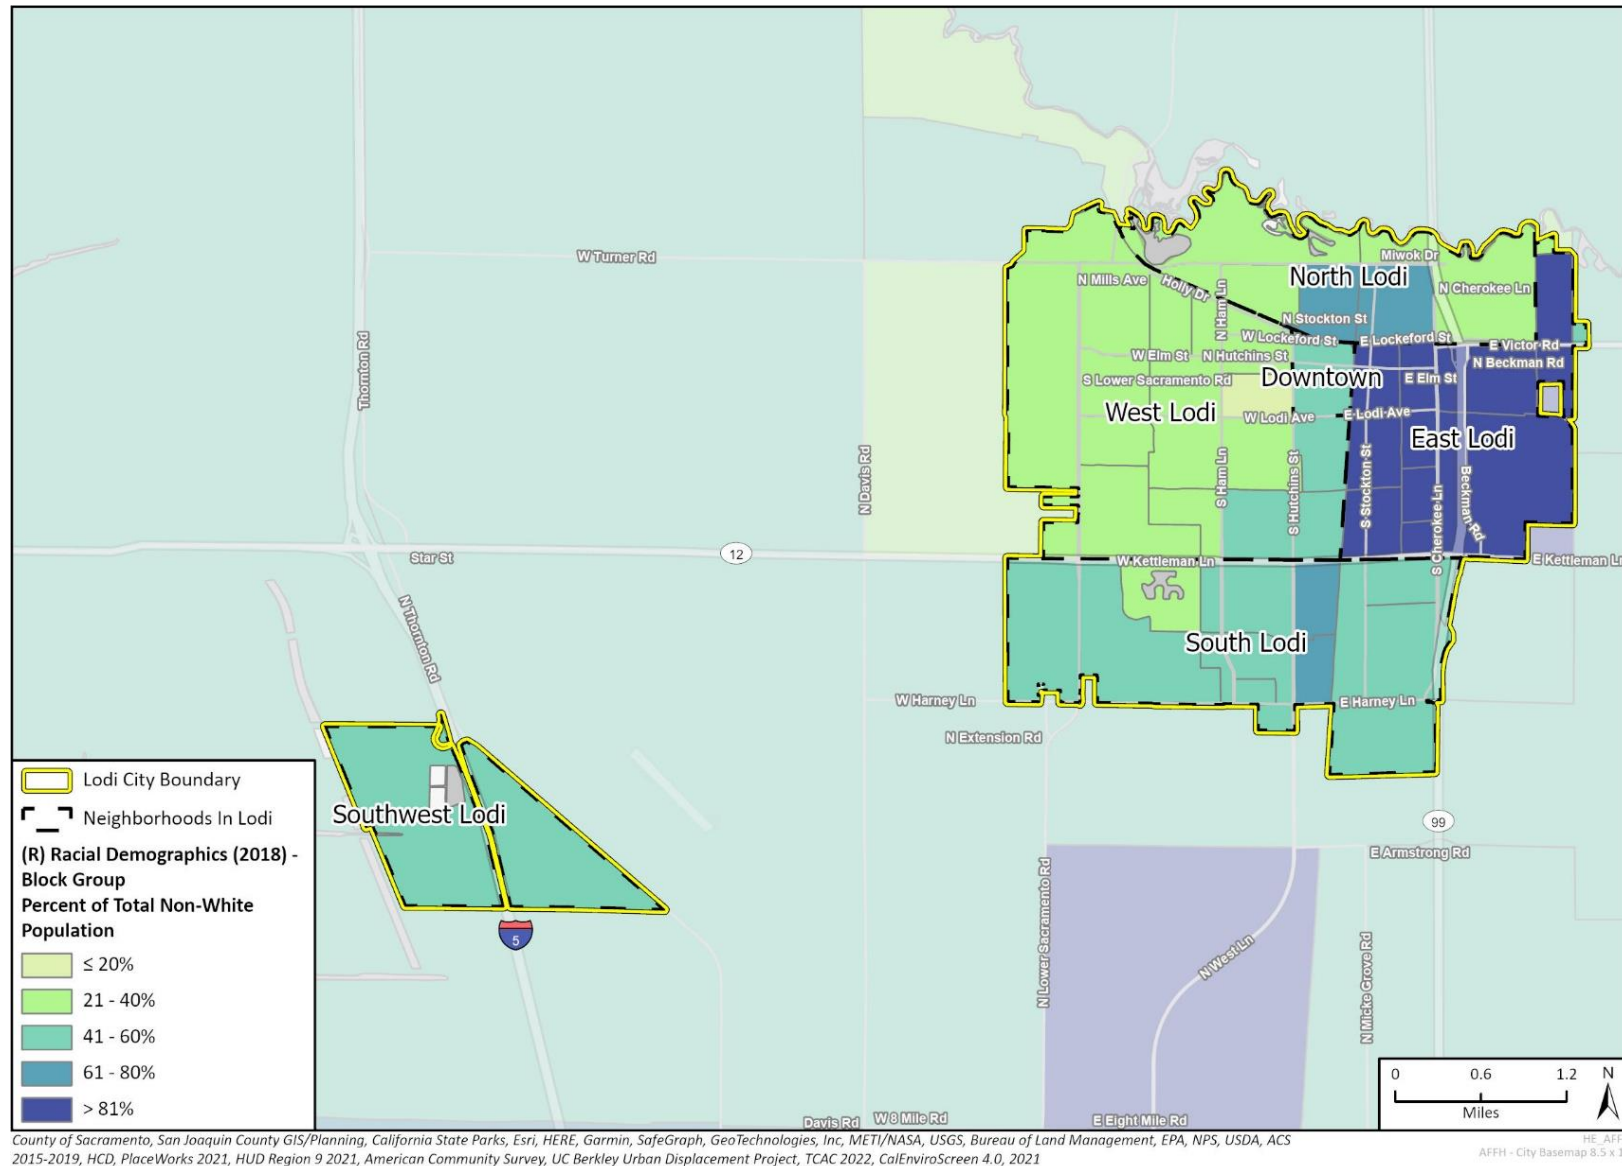 W Turner Rd
Miwok Dr
North Lodi
N Mills Ave
Holly Dr
N Ham Ln
N Cherokee Ln
N Stockton St
W Lockeford St
E Lockeford St
E Victor Rd
W Elm St
N Hutchins St
N Beckman Rd
S Lower Sacramento Rd
Downtown
E Elm St
West Lodi
W Lodi Ave
E Lodi Ave
East Lodi
Thornton Rd
N Davis Rd
S Ham Ln
S Hutchins St
S Stockton St
S Cherokee Ln
Beckman Rd
Star St
12
W Kettleman Ln
E Kettleman Ln
N Thornton Rd
South Lodi
W Harney Ln
E Harney Ln
N Extension Rd
Southwest Lodi
99
E Armstrong Rd
5
N Lower Sacramento Rd
N West Ln
N Micke Grove Rd
Davis Rd
W 8 Mile Rd
E Eight Mile Rd
Lodi City Boundary
Neighborhoods In Lodi
(R) Racial Demographics (2018) -
Block Group
Percent of Total Non-White
Population
≤ 20%
21 - 40%
41 - 60%
61 - 80%
> 81%
0 0.6 1.2
Miles
N
County of Sacramento, San Joaquin County GIS/Planning, California State Parks, Esri, HERE, Garmin, SafeGraph, GeoTechnologies, Inc, METI/NASA, USGS, Bureau of Land Management, EPA, NPS, USDA, ACS
2015-2019, HCD, PlaceWorks 2021, HUD Region 9 2021, American Community Survey, UC Berkley Urban Displacement Project, TCAC 2022, CalEnviroScreen 4.0, 2021
HE_AFF
AFFH - City Basemap 8.5 x